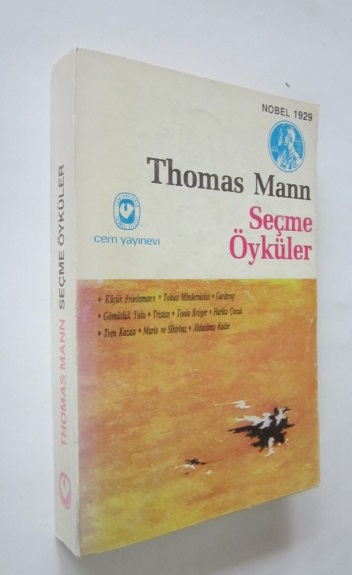 NOBEL 1929
Thomas Mann
Seçme
Öyküler
cem yayınevi
• Küçük Friedemann • Tobias Mindernickel • Gardırop
• Gömütlük Yolu • Tristan • Tonio Kröger • Harika Çocuk
• Tren Kazası • Mario ve Sihirbaz • Aldatılmış Kadın
THOMAS MANN SEÇME ÖYKÜLER